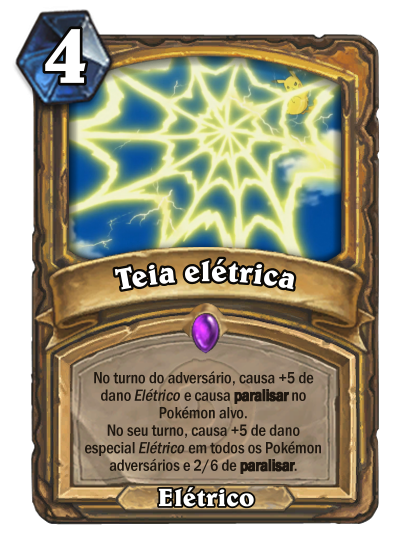 4
Teia elétrica
No turno do adversário, causa +5 de
dano Elétrico e causa paralisar no
Pokémon alvo.
No seu turno, causa +5 de dano
especial Elétrico em todos os Pokémon
adversários e 2/6 de paralisar.
Elétrico